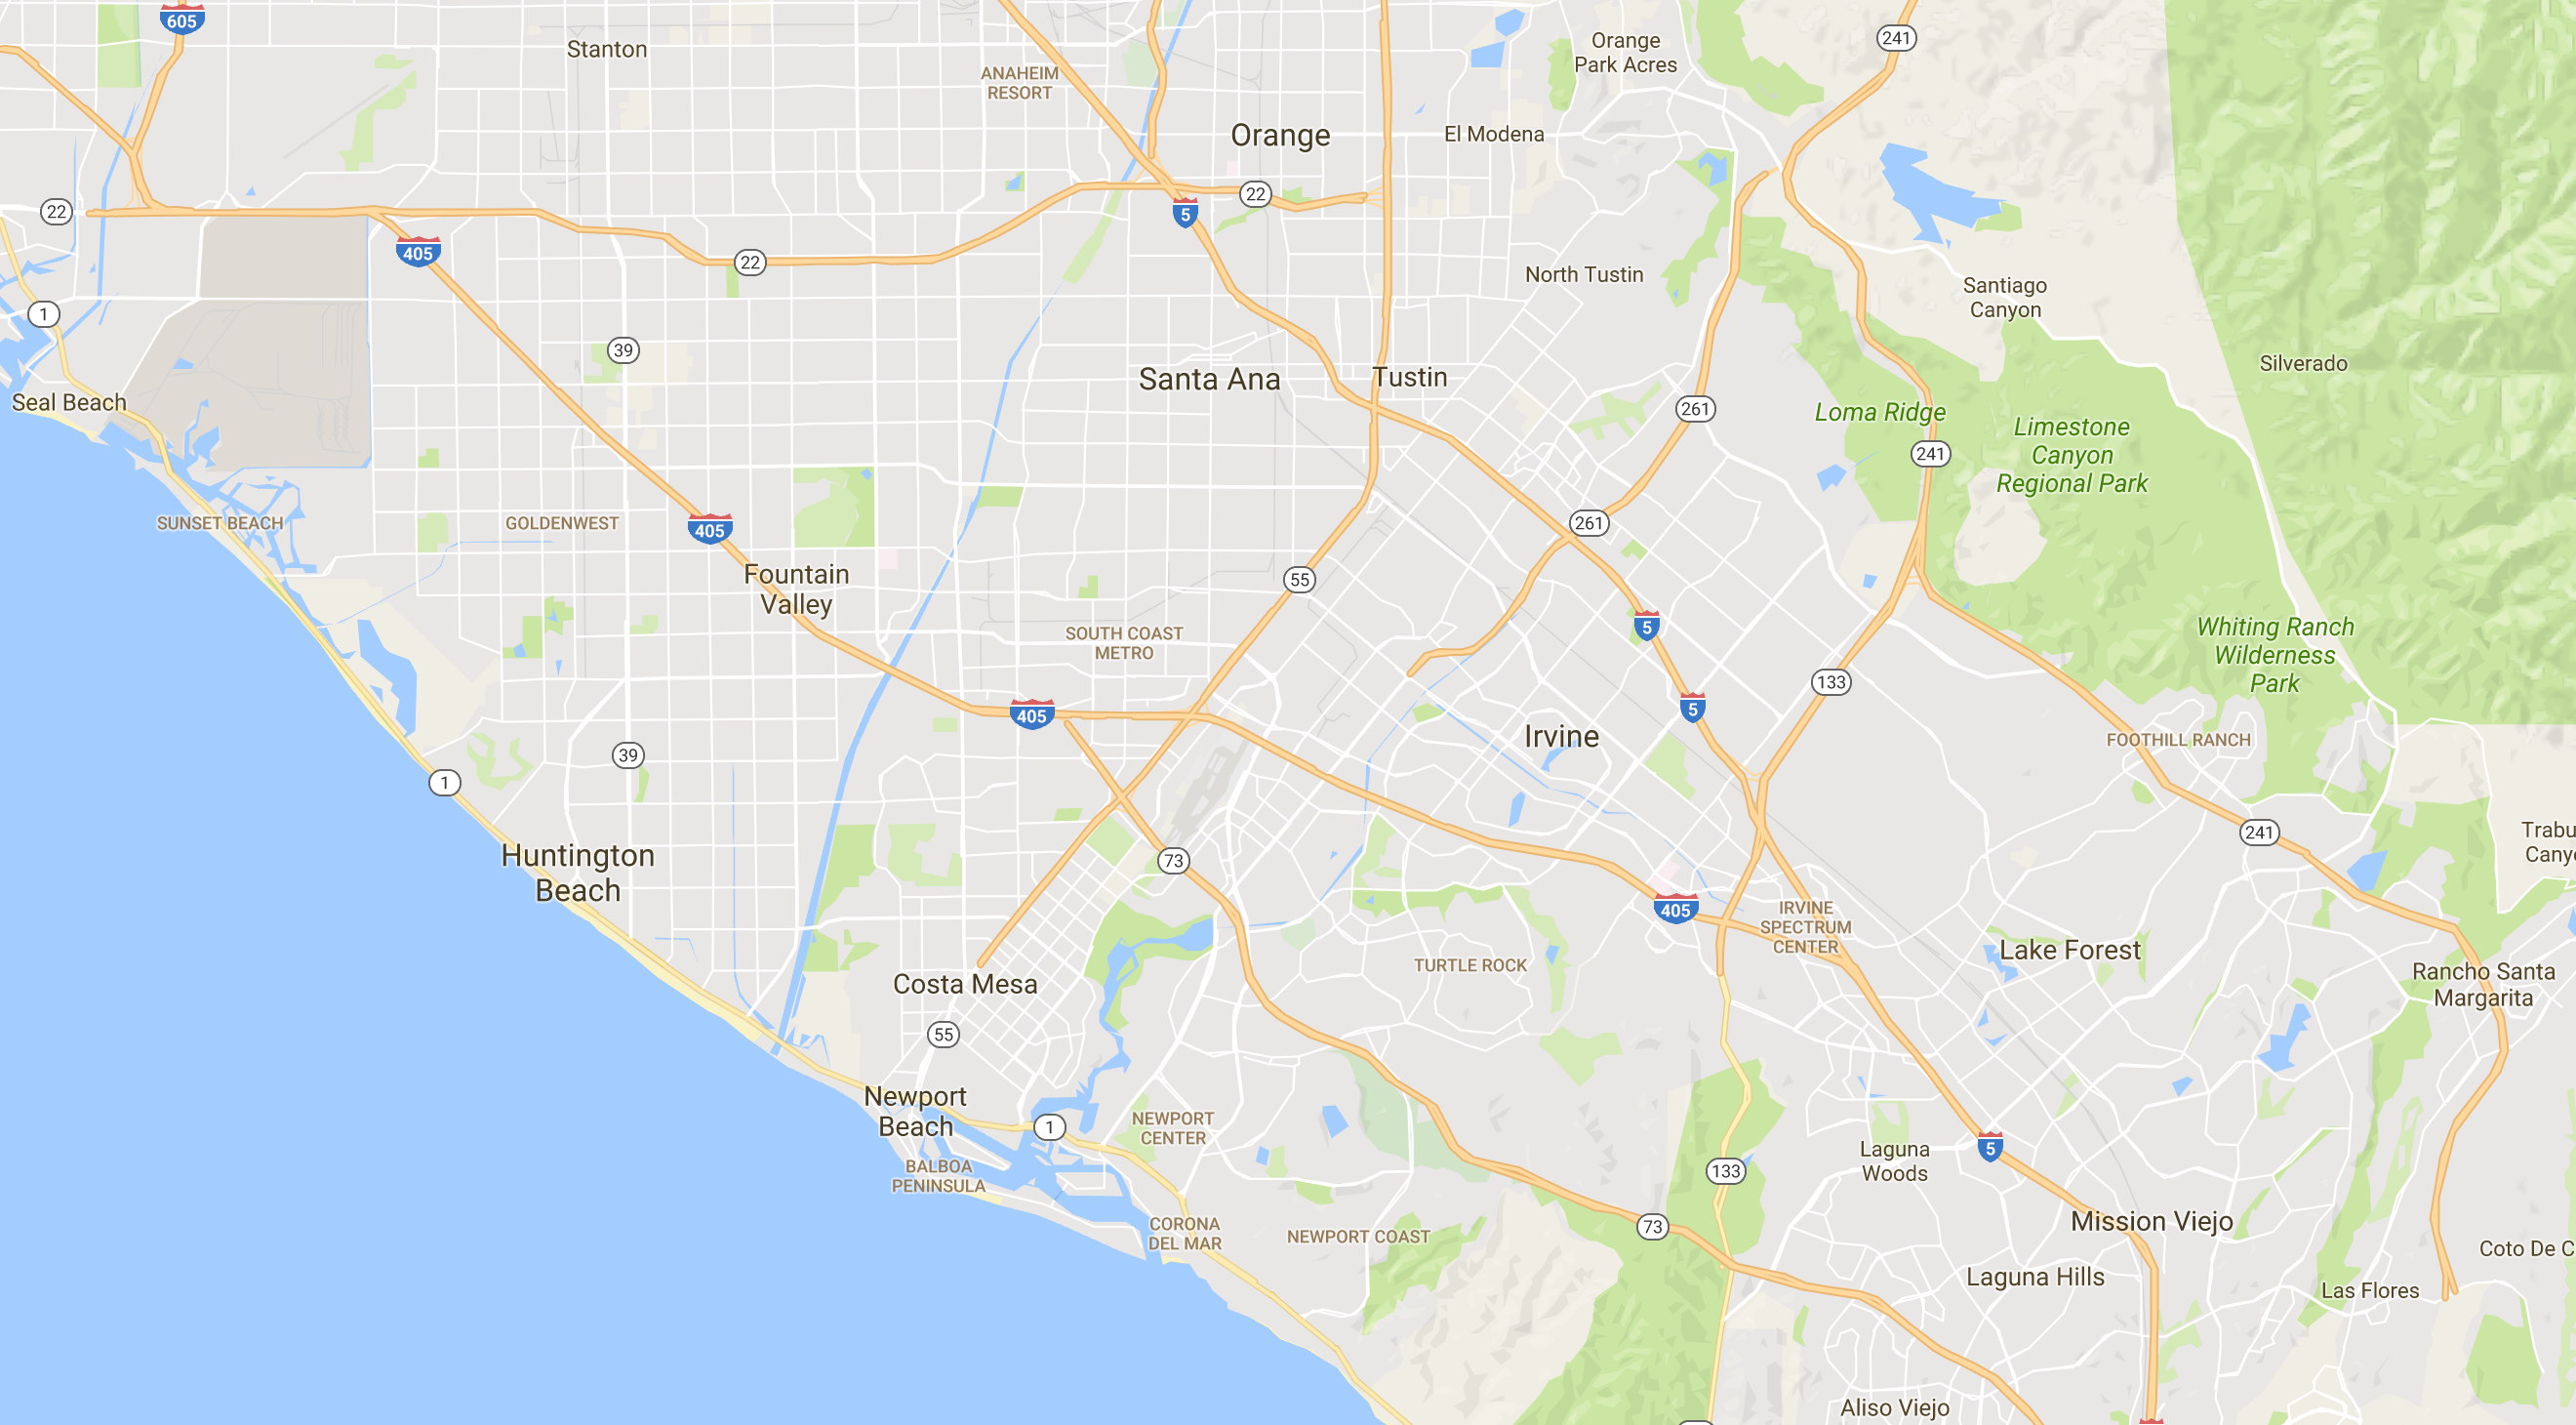 605
241
Orange
Park Acres
Stanton
ANAHEIM
RESORT
Orange
El Modena
22
22
5
405
22
North Tustin
Santiago
Canyon
1
39
Silverado
Santa Ana
Tustin
Seal Beach
261
Loma Ridge
Limestone
Canyon
Regional Park
241
SUNSET BEACH
GOLDENWEST
405
261
Fountain
Valley
55
5
SOUTH COAST
METRO
Whiting Ranch
Wilderness
Park
133
5
405
Irvine
FOOTHILL RANCH
39
1
241
Trabu
Cany
Huntington
Beach
73
405
IRVINE
SPECTRUM
CENTER
Lake Forest
TURTLE ROCK
Rancho Santa
Margarita
Costa Mesa
55
Newport
Beach
1
NEWPORT
CENTER
5
Laguna
Woods
BALBOA
PENINSULA
133
CORONA
DEL MAR
NEWPORT COAST
73
Mission Viejo
Coto De C
Laguna Hills
Las Flores
Aliso Viejo